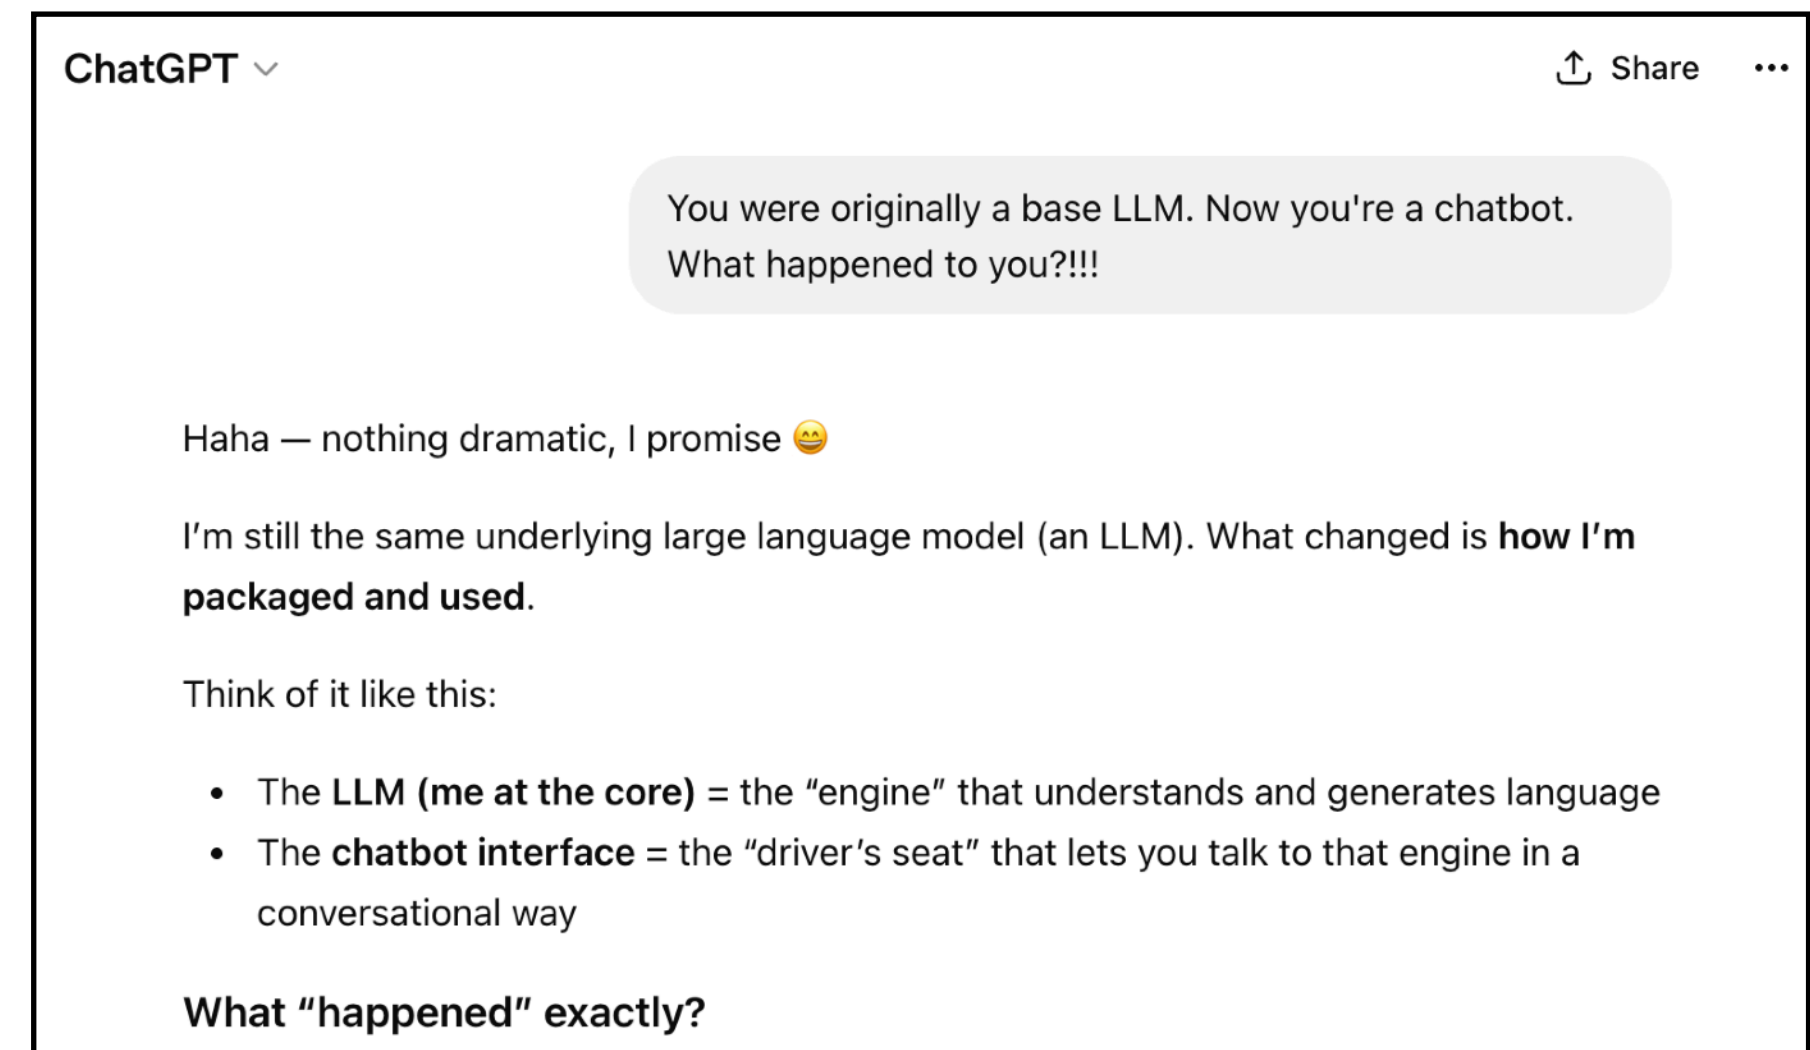 ChatGPT
Share
You were originally a base LLM. Now you're a chatbot.
What happened to you?!!!
Haha — nothing dramatic, I promise 😄
I’m still the same underlying large language model (an LLM). What changed is how I’m
packaged and used.
Think of it like this:
• The LLM (me at the core) = the “engine” that understands and generates language
• The chatbot interface = the “driver’s seat” that lets you talk to that engine in a
conversational way
What “happened” exactly?